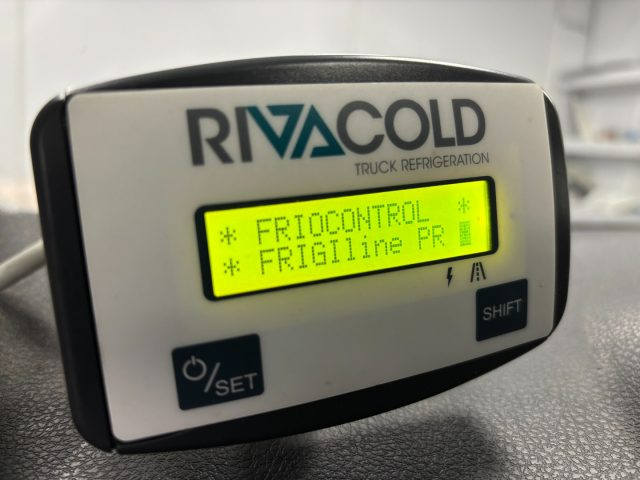 RIVACOLD
TRUCK REFRIGERATION
* FRIOCONTROL *
* FRIGIline PR
/SET
SHIFT